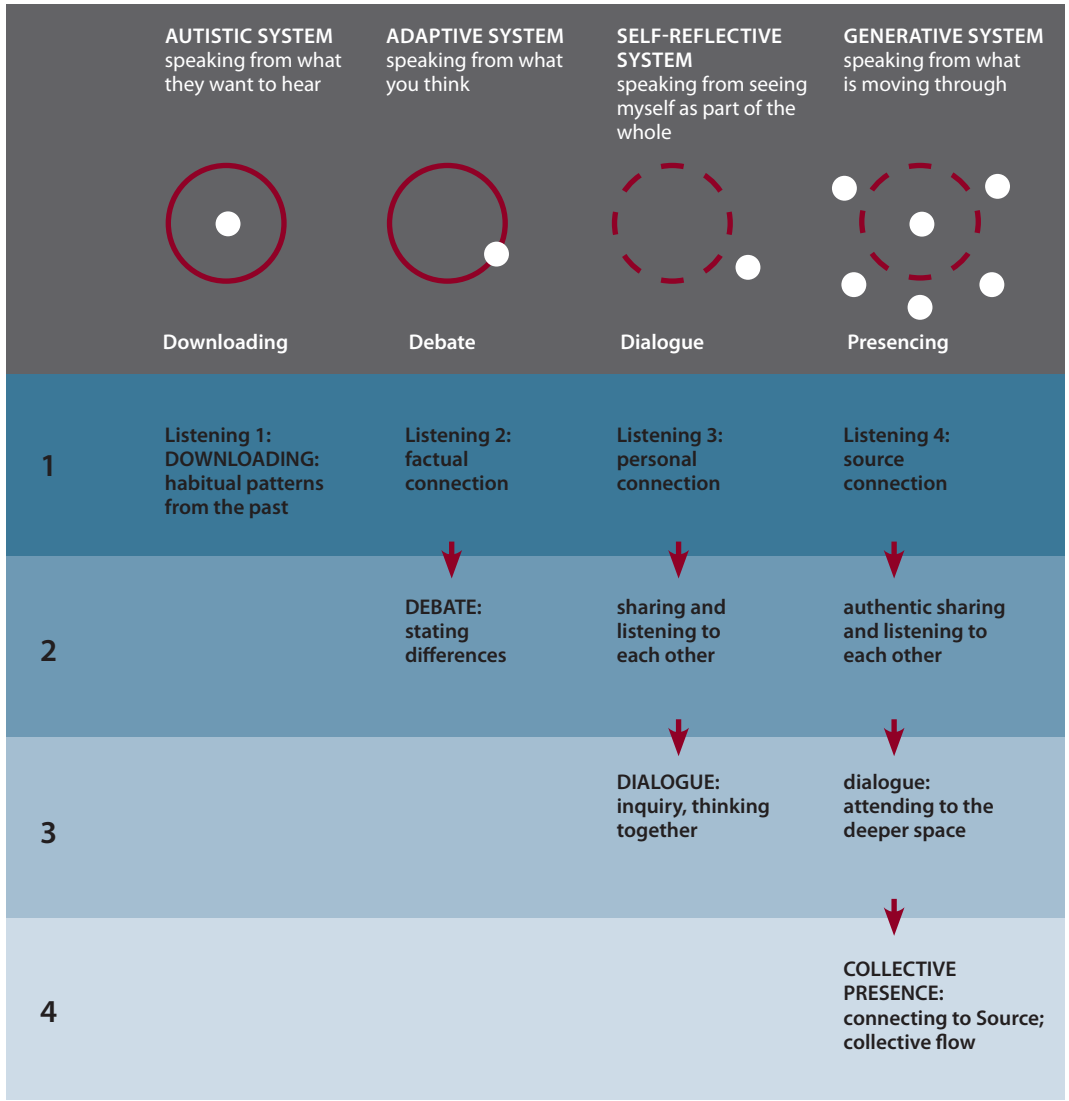 AUTISTIC SYSTEM
speaking from what
they want to hear
ADAPTIVE SYSTEM
speaking from what
you think
SELF-REFLECTIVE
SYSTEM
speaking from seeing
myself as part of the
whole
GENERATIVE SYSTEM
speaking from what
is moving through
Downloading
Debate
Dialogue
Presencing
1
Listening 1:
DOWNLOADING:
habitual patterns
from the past
Listening 2:
factual
connection
Listening 3:
personal
connection
Listening 4:
source
connection
2
DEBATE:
stating
differences
sharing and
listening to
each other
authentic sharing
and listening to
each other
3
DIALOGUE:
inquiry, thinking
together
dialogue:
attending to the
deeper space
4
COLLECTIVE
PRESENCE:
connecting to Source;
collective flow